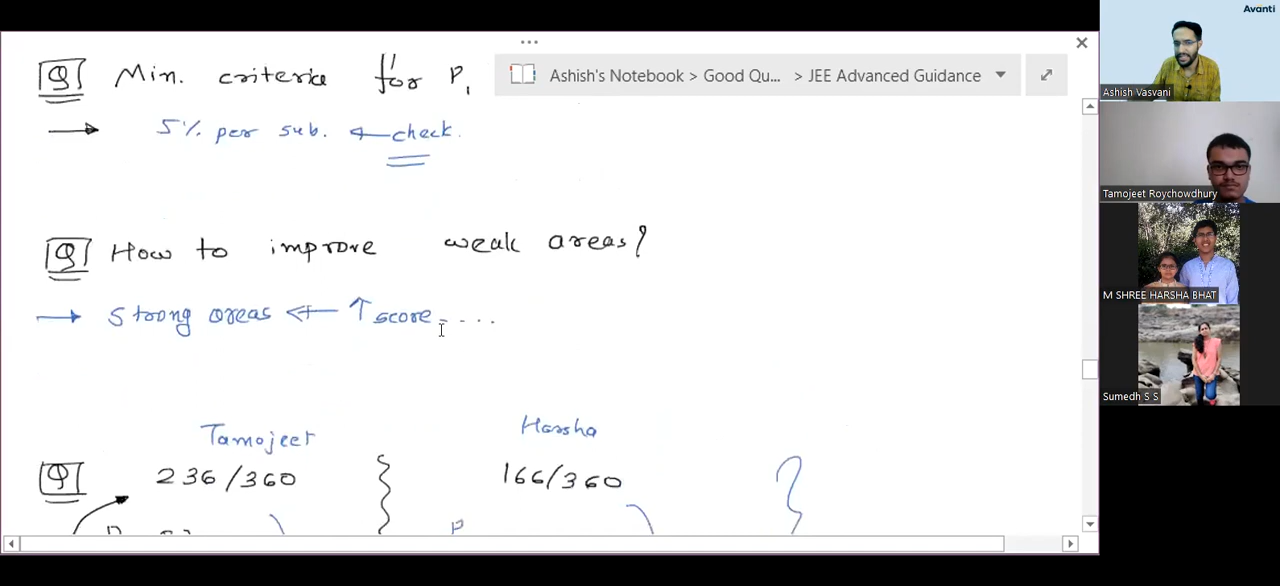 Avanti
...
Ashish's Notebook > Good Qu... > JEE Advanced Guidance
Q Min. criteria for P1
→ 5% per sub. ← check.
Q How to improve weak areas?
→ Strong areas ← ↑ score....
Tamojeet
Harsha
Q 236/360
166/360
P
Ashish Vasvani
Tamojeet Roychowdhury
M SHREE HARSHA BHAT
Sumedh S S